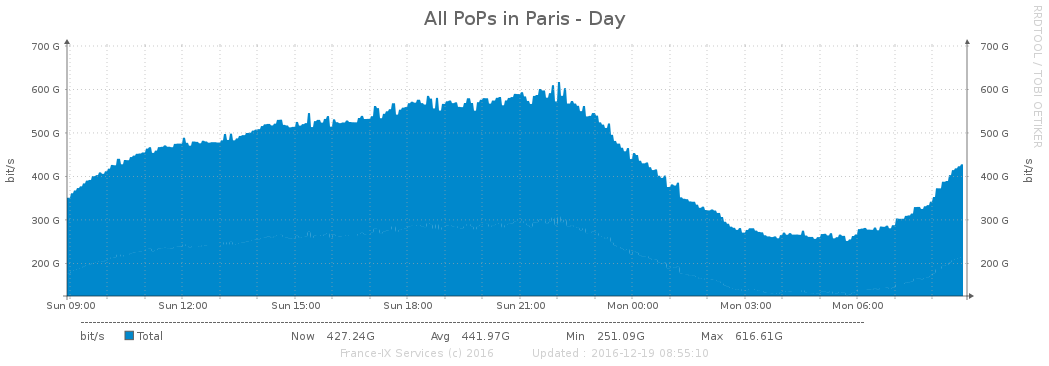 All PoPs in Paris - Day
RRDTOOL / TOBI OETIKER
700 G 700 G
600 G 600 G
500 G 500 G
400 G 400 G
300 G 300 G
200 G 200 G
bit/s
bit/s
Sun 09:00 Sun 12:00 Sun 15:00 Sun 18:00 Sun 21:00 Mon 00:00 Mon 03:00 Mon 06:00
bit/s Total Now 427.24G Avg 441.97G Min 251.09G Max 616.61G
France-IX Services (c) 2016 Updated : 2016-12-19 08:55:10